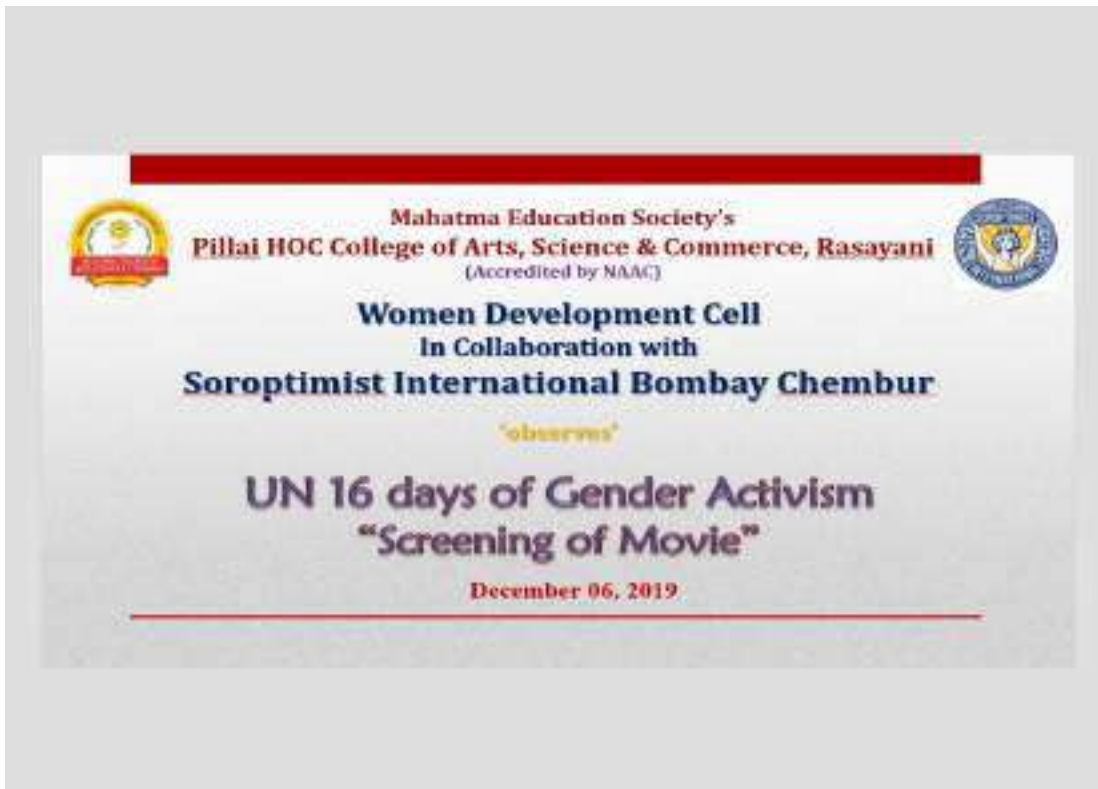 Mahatma Education Society's
Pillai HOC College of Arts, Science & Commerce, Rasayani
(Accredited by NAAC)
Women Development Cell
In Collaboration with
Soroptimist International Bombay Chembur
'observes'
UN 16 days of Gender Activism
"Screening of Movie"
December 06, 2019